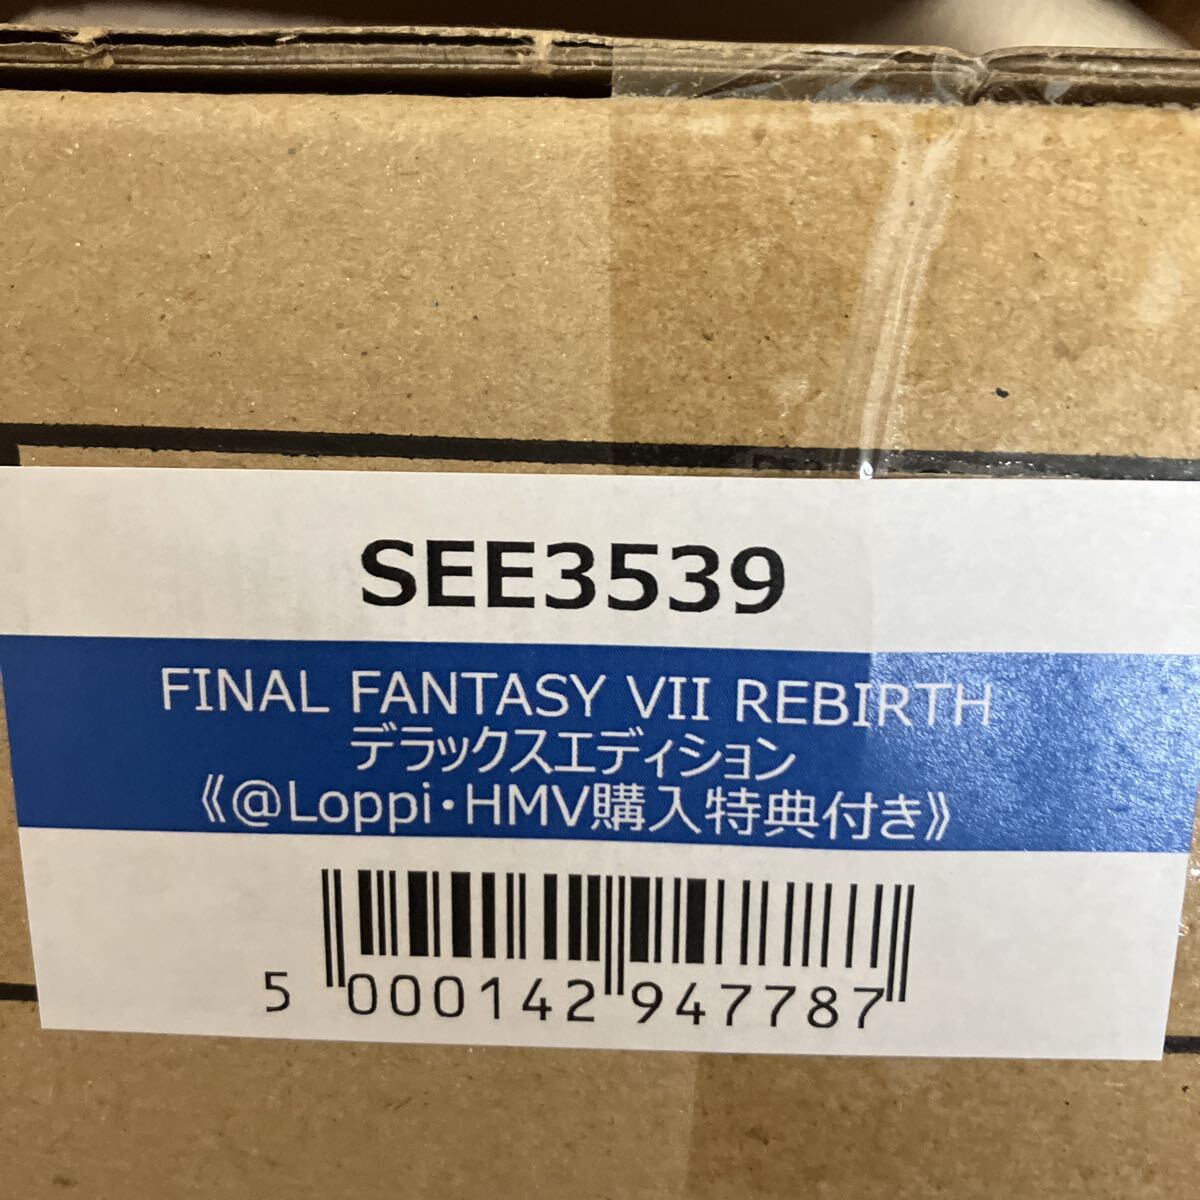 SEE3539
FINAL FANTASY VII REBIRTH
デラックスエディション
《@Loppi・HMV購入特典付き》
5 000142 947787